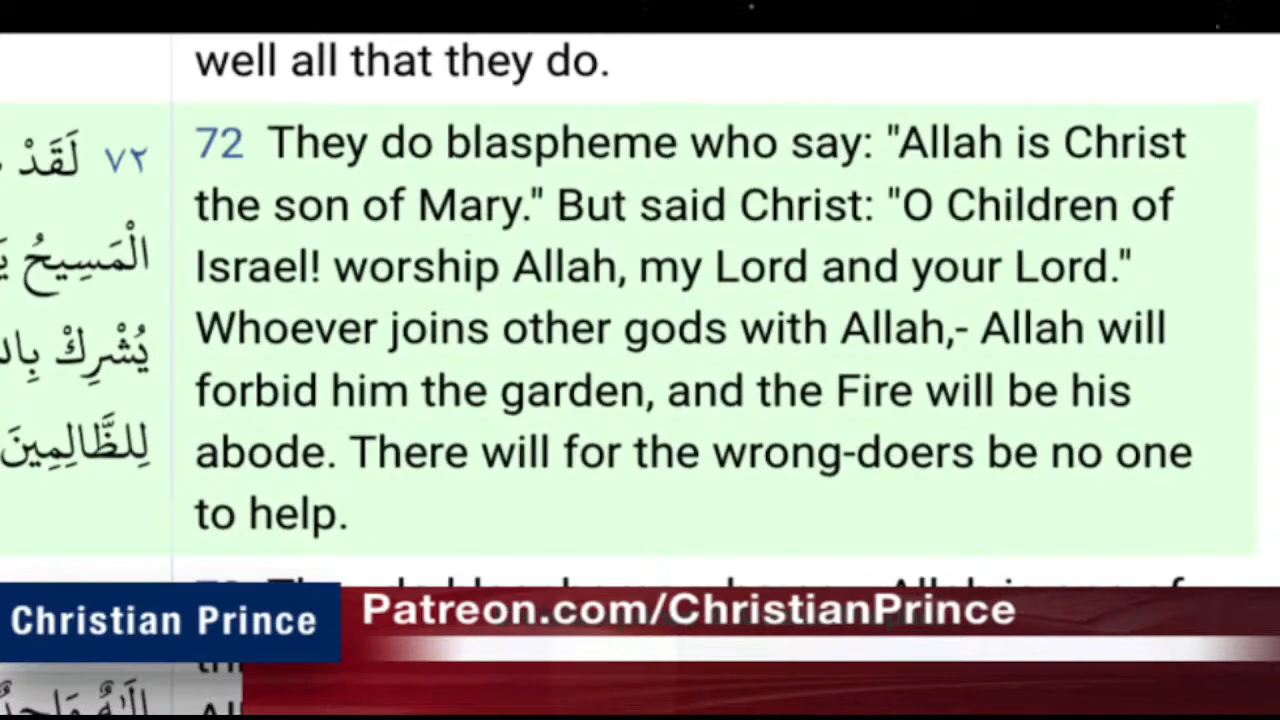 well all that they do.
72 They do blaspheme who say: "Allah is Christ
the son of Mary." But said Christ: "O Children of
Israel! worship Allah, my Lord and your Lord."
Whoever joins other gods with Allah,- Allah will
forbid him the garden, and the Fire will be his
abode. There will for the wrong-doers be no one
to help.
٧٢ لَقَدْ
الْمَسِيحُ
يُشْرِكْ
لِلظَّالِمِينَ
Christian Prince
Patreon.com/ChristianPrince